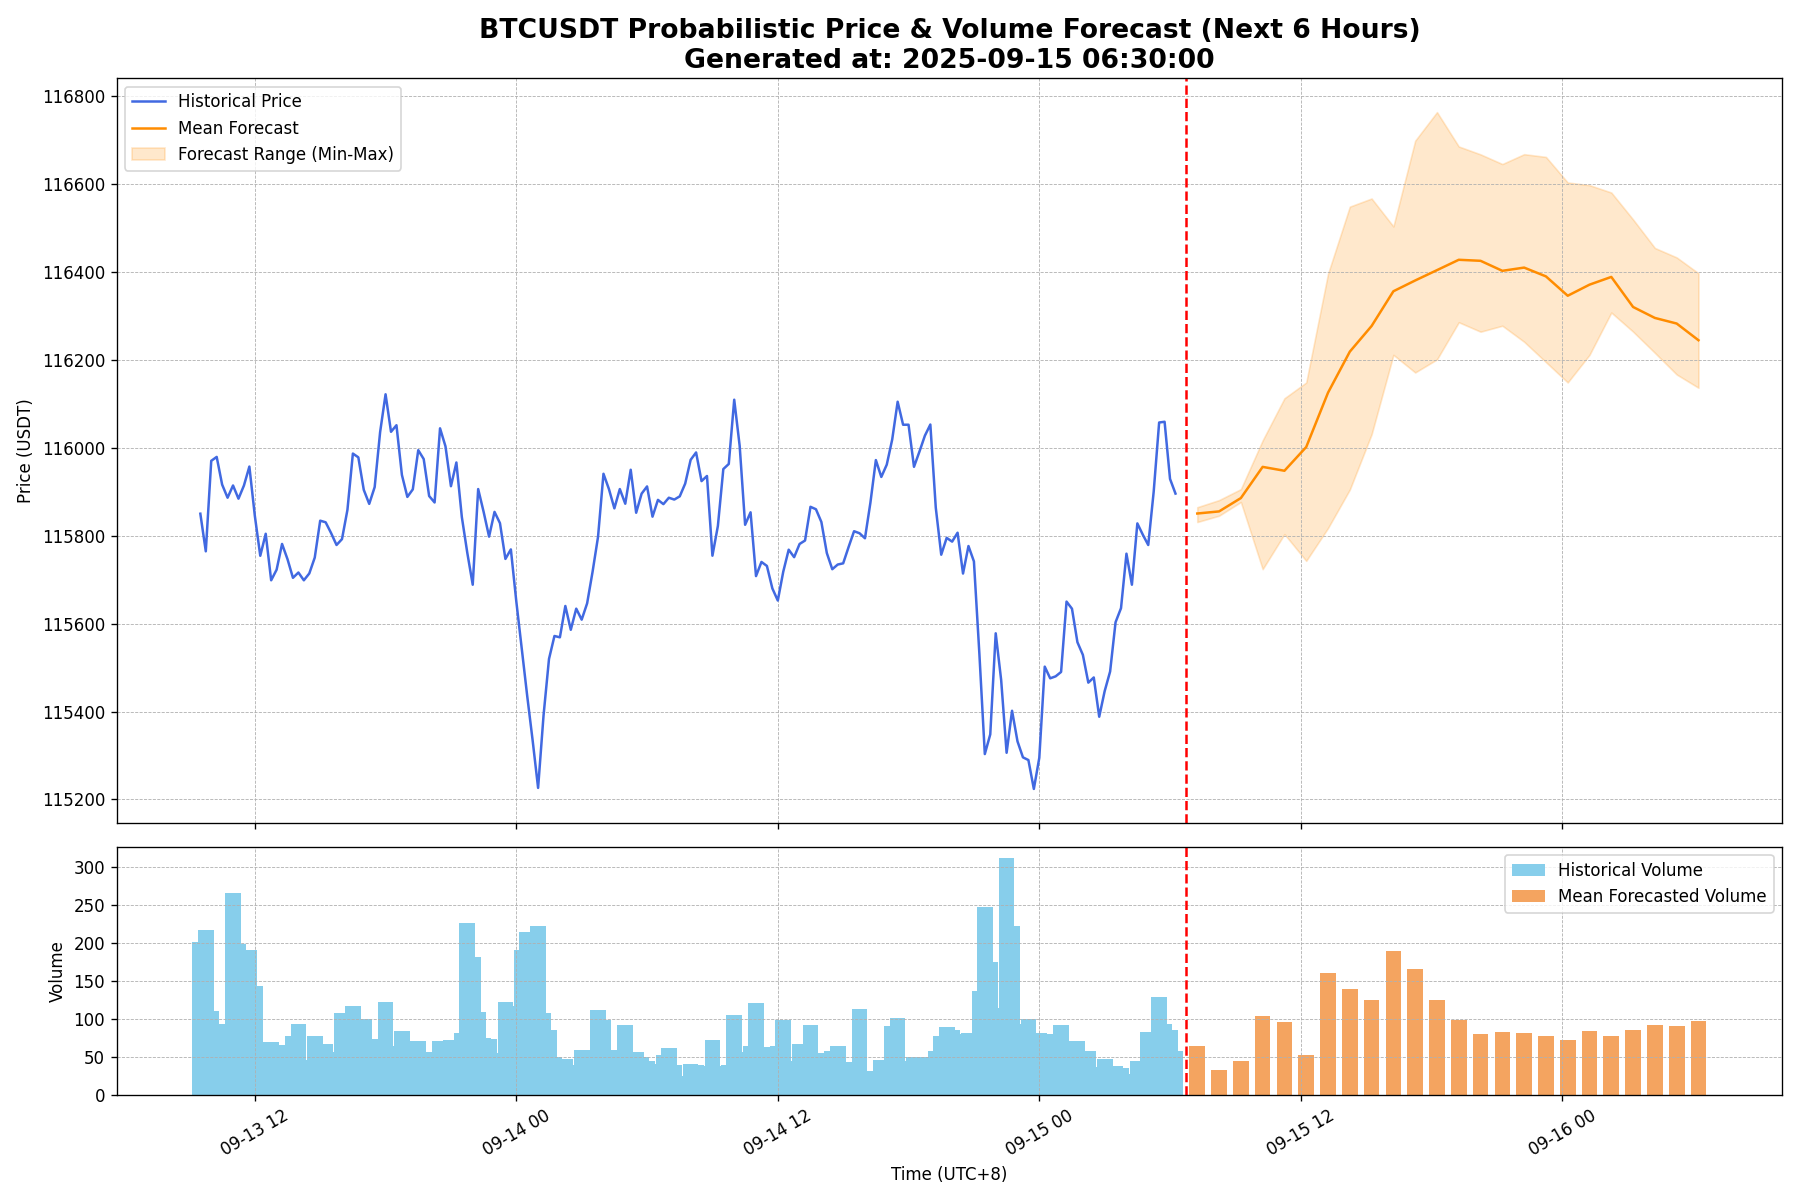 BTCUSDT Probabilistic Price & Volume Forecast (Next 6 Hours)
Generated at: 2025-09-15 06:30:00
Historical Price
Mean Forecast
Forecast Range (Min-Max)
116800
116600
116400
116200
116000
115800
115600
115400
115200
Price (USDT)
Historical Volume
Mean Forecasted Volume
300
250
200
150
100
50
0
Volume
09-13 12
09-14 00
09-14 12
09-15 00
09-15 12
09-16 00
Time (UTC+8)